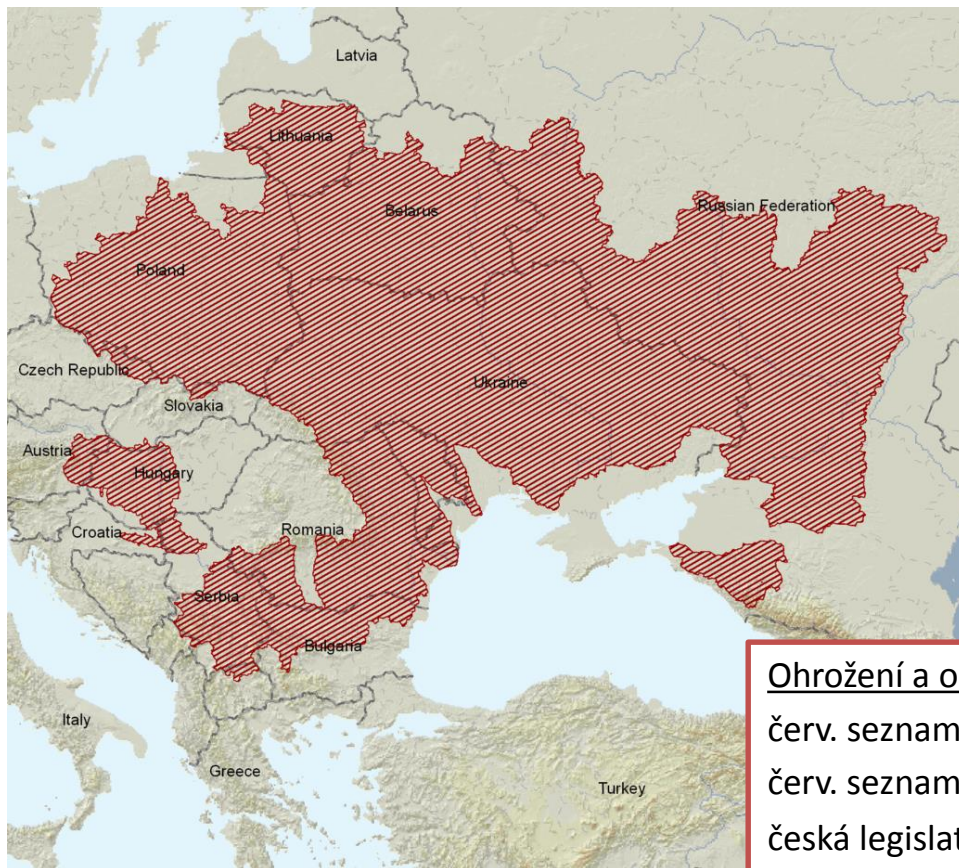 Latvia
Lithuania
Russian Federation
Belarus
Poland
Czech Republic
Ukraine
Slovakia
Austria
Hungary
Croatia
Romania
Serbia
Bulgaria
Italy
Greece
Turkey
Ohrožení a o
červ. seznam
červ. seznam
česká legislat